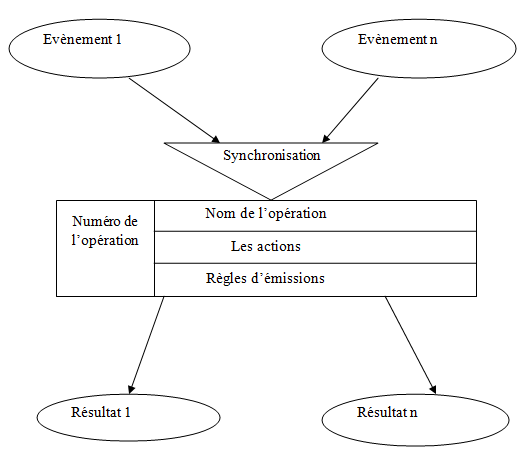 Evènement 1
Evènement n
Synchronisation
Numéro de
l’opération
Nom de l’opération
Les actions
Règles d’émissions
Résultat 1
Résultat n